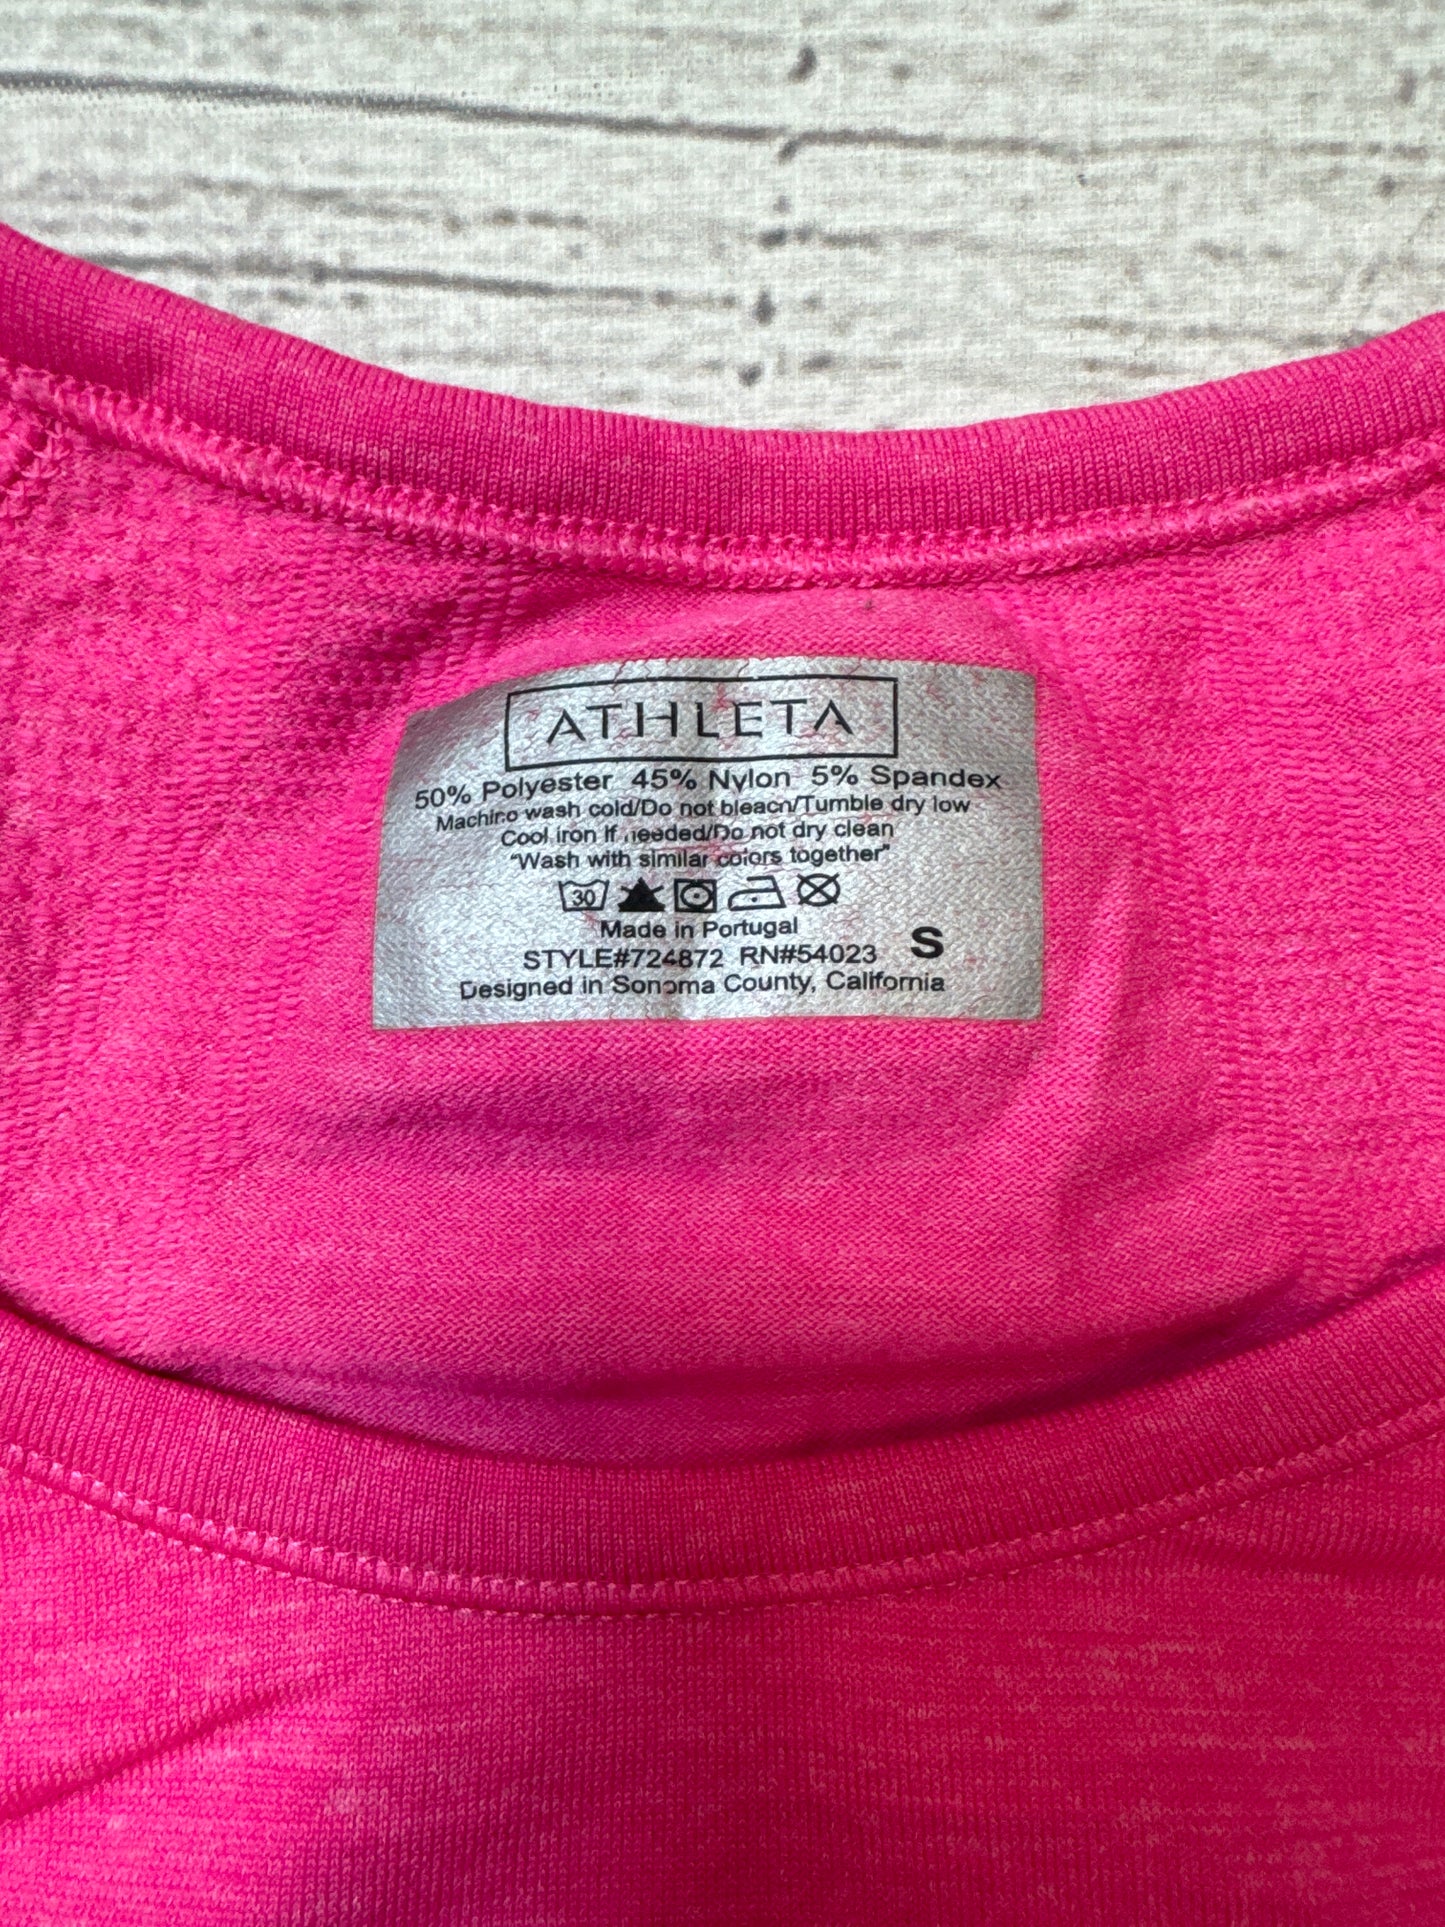 ATHLETA
50% Polyester 45% Nylon 5% Spandex
Machine wash cold/Do not bleach/Tumble dry low
Cool iron If needed/Do not dry clean
"Wash with similar colors together"
30
Made in Portugal
STYLE#724872 RN#54023 S
Designed in Sonoma County, California